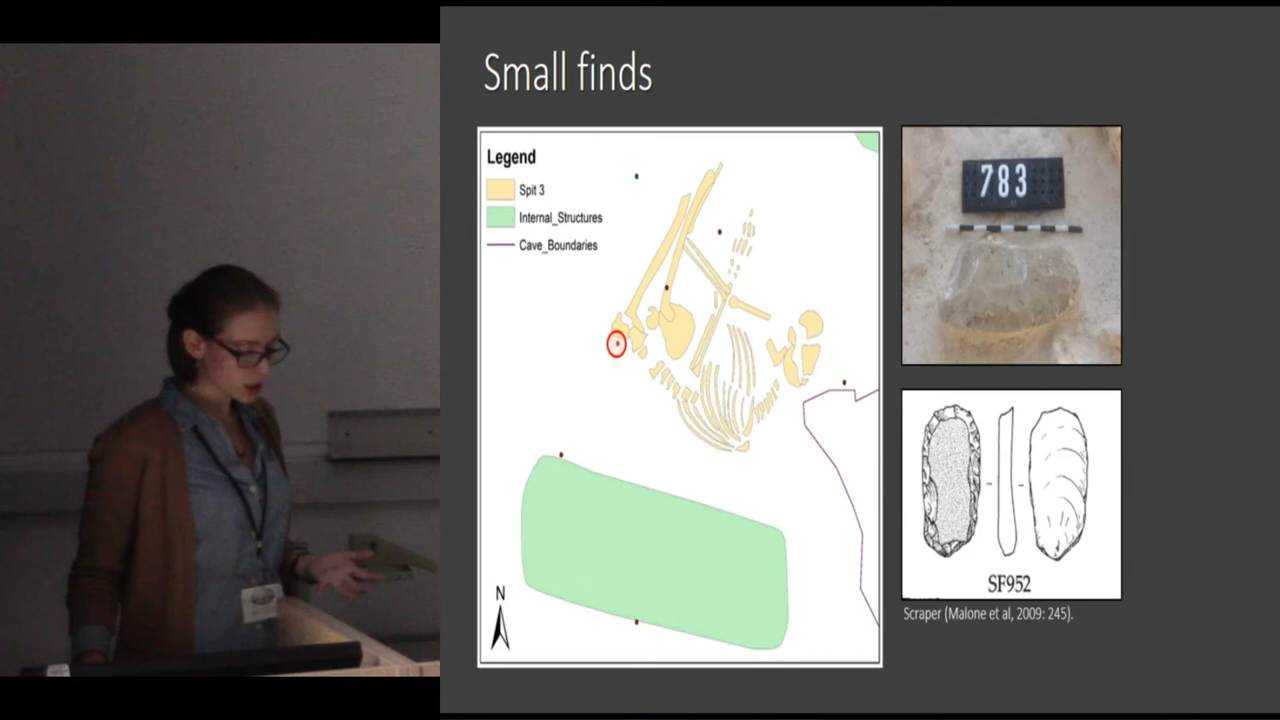 Small finds
Legend
Spit 3
Internal_Structures
Cave_Boundaries
N
783
SF952
Scraper (Malone et al, 2009: 245).